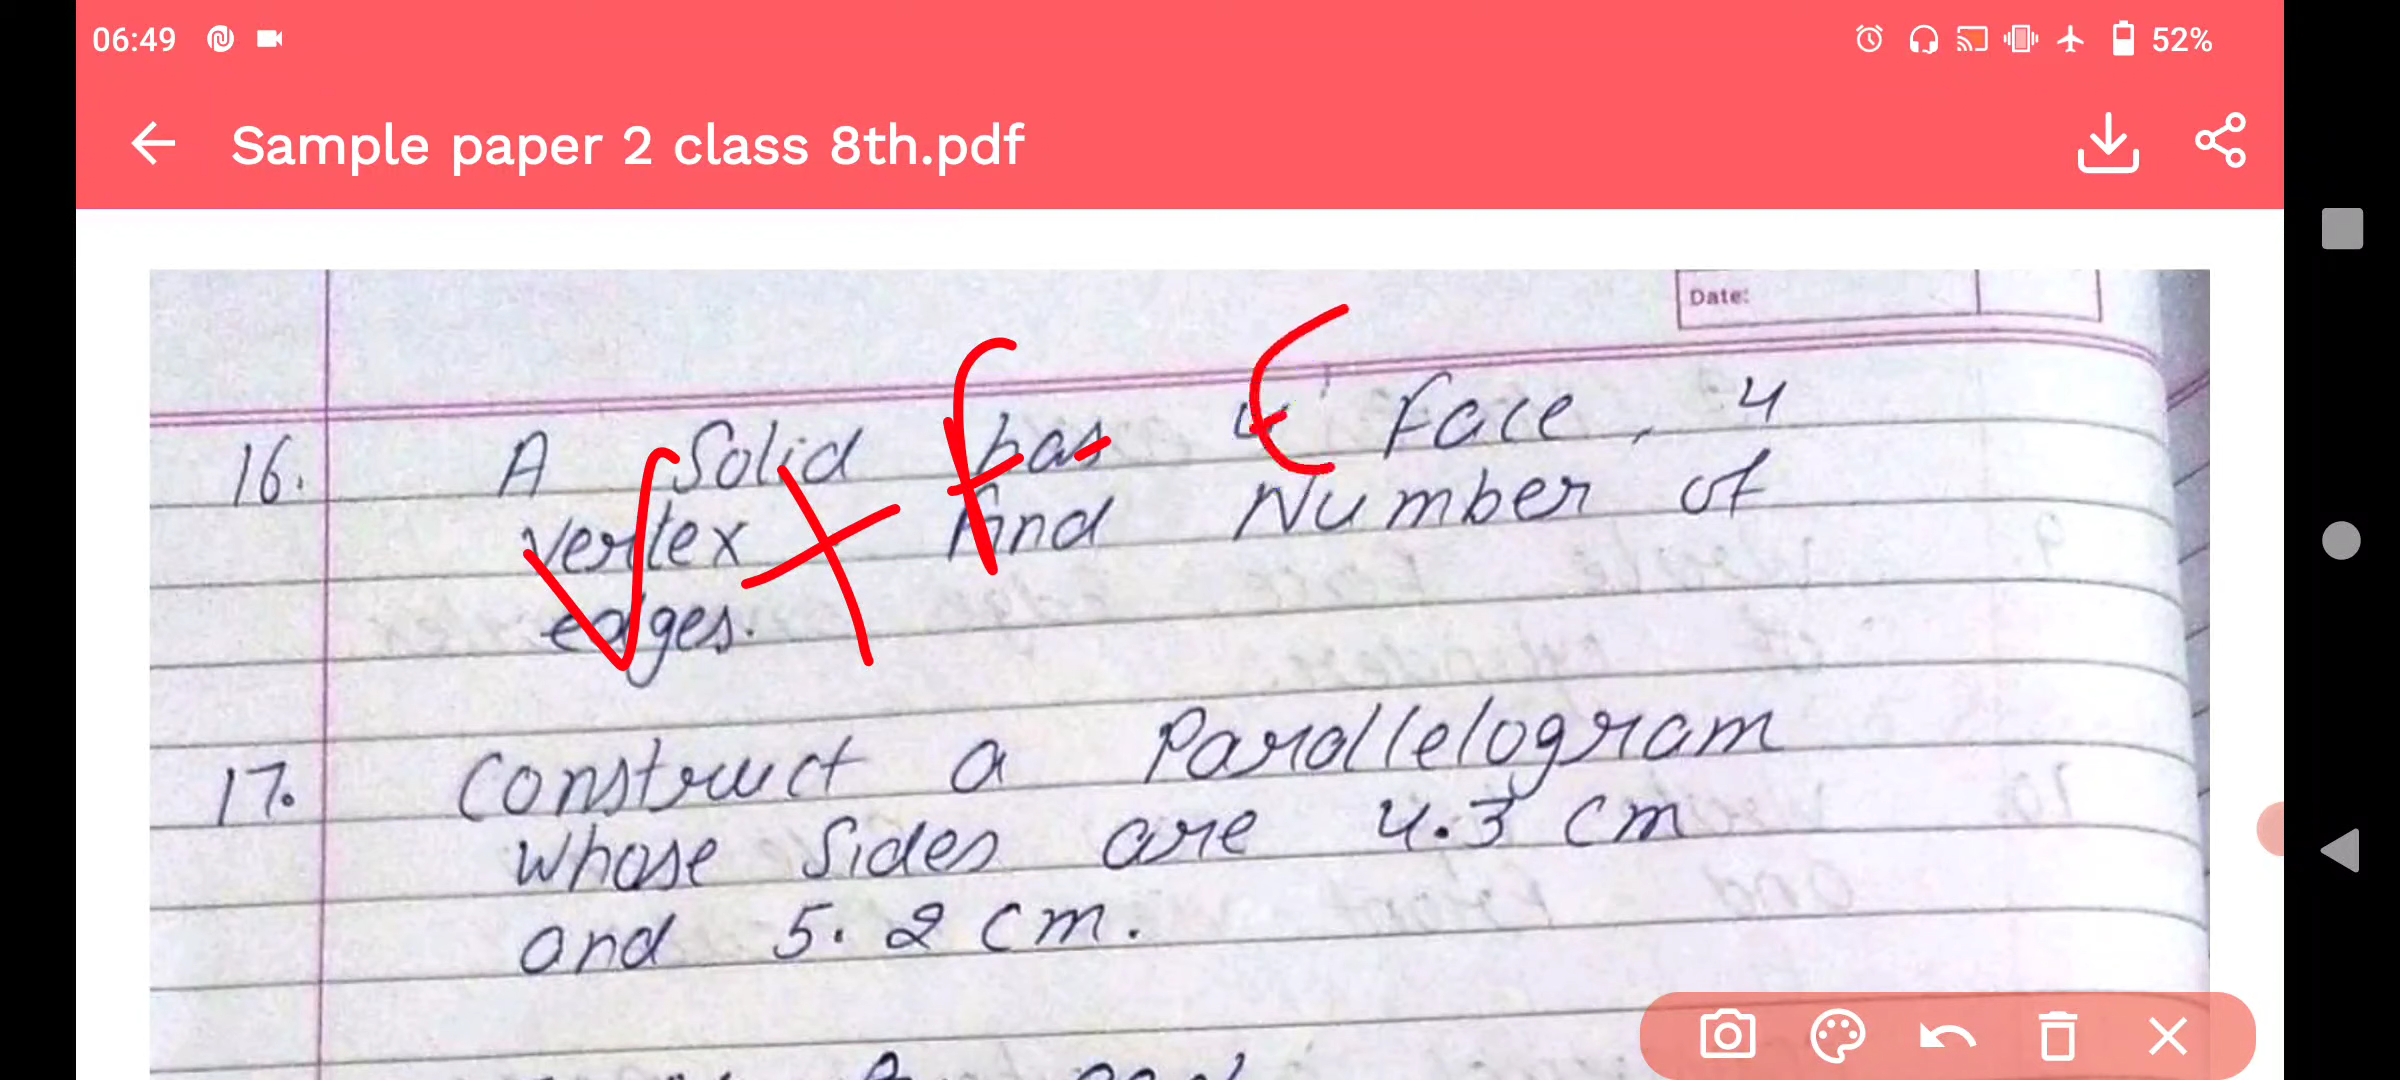 06:49
52%
Sample paper 2 class 8th.pdf
Date:
16. A Solid has 4 face, 4
vertex find Number of
edges.
V + f - E
17. Construct a Parallelogram
whose Sides are 4.3 cm
and 5.2 cm.